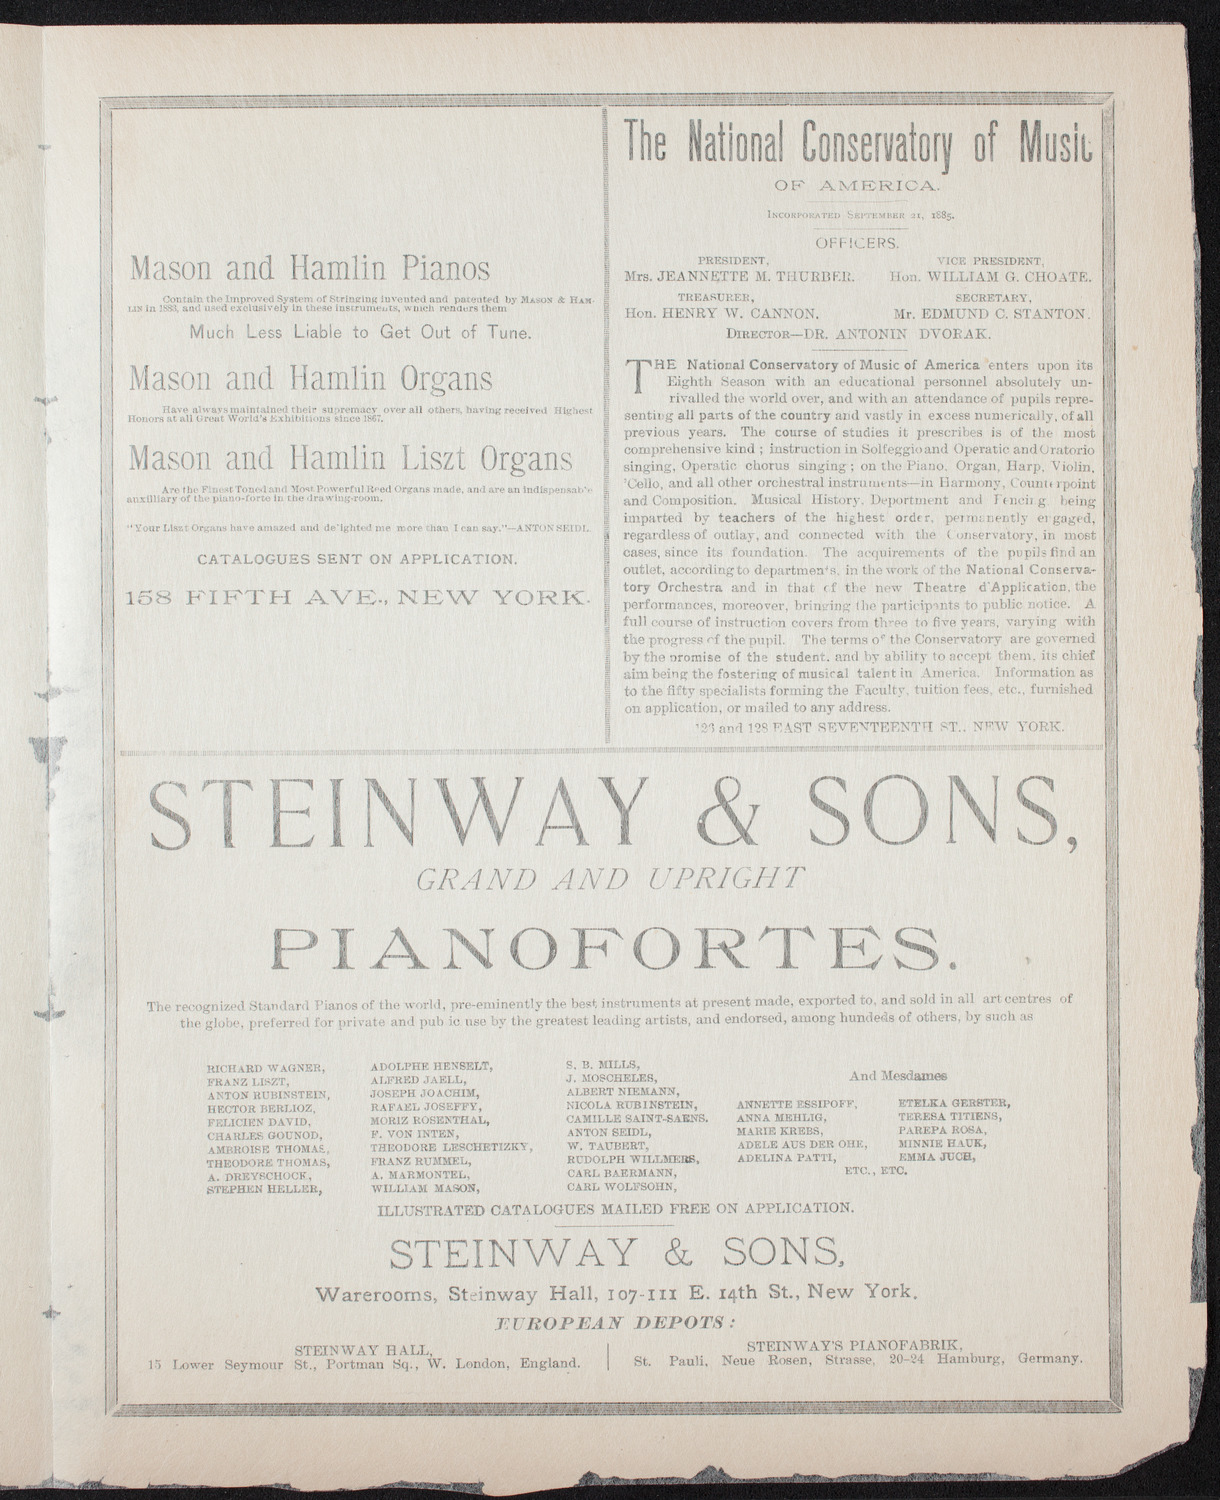 Mason and Hamlin Pianos
Contain the Improved System of Stringing invented and patented by MASON & HAM-
LIN in 1883, and used exclusively in these instruments, which renders them
Much Less Liable to Get Out of Tune.
Mason and Hamlin Organs
Have always maintained their supremacy over all others, having received Highest
Honors at all Great World's Exhibitions since 1867.
Mason and Hamlin Liszt Organs
Are the Finest Toned and Most Powerful Reed Organs made, and are an indispensable
auxilliary of the piano-forte in the drawing-room.
"Your Liszt Organs have amazed and delighted me more than I can say."—ANTON SEIDL.
CATALOGUES SENT ON APPLICATION.
158 FIFTH AVE., NEW YORK.
The National Conservatory of Music
OF AMERICA.
INCORPORATED SEPTEMBER 21, 1885.
OFFICERS.
PRESIDENT, VICE PRESIDENT,
Mrs. JEANNETTE M. THURBER. Hon. WILLIAM G. CHOATE.
TREASURER, SECRETARY,
Hon. HENRY W. CANNON, Mr. EDMUND C. STANTON.
DIRECTOR—DR. ANTONIN DVORAK.
THE National Conservatory of Music of America enters upon its
Eighth Season with an educational personnel absolutely un-
rivalled the world over, and with an attendance of pupils repre-
senting all parts of the country and vastly in excess numerically, of all
previous years. The course of studies it prescribes is of the most
comprehensive kind; instruction in Solfeggio and Operatic and Oratorio
singing, Operatic chorus singing; on the Piano, Organ, Harp, Violin,
'Cello, and all other orchestral instruments—in Harmony, Counterpoint
and Composition. Musical History, Deportment and Fencing being
imparted by teachers of the highest order, permanently engaged,
regardless of outlay, and connected with the Conservatory, in most
cases, since its foundation. The acquirements of the pupils find an
outlet, according to departments, in the work of the National Conserva-
tory Orchestra and in that of the new Theatre d'Application, the
performances, moreover, bringing the participants to public notice. A
full course of instruction covers from three to five years, varying with
the progress of the pupil. The terms of the Conservatory are governed
by the promise of the student, and by ability to accept them, its chief
aim being the fostering of musical talent in America. Information as
to the fifty specialists forming the Faculty, tuition fees, etc., furnished
on application, or mailed to any address.
126 and 128 EAST SEVENTEENTH ST., NEW YORK.
STEINWAY & SONS,
GRAND AND UPRIGHT
PIANOFORTES.
The recognized Standard Pianos of the world, pre-eminently the best instruments at present made, exported to, and sold in all art centres of
the globe, preferred for private and public use by the greatest leading artists, and endorsed, among hundeds of others, by such as
RICHARD WAGNER,
FRANZ LISZT,
ANTON RUBINSTEIN,
HECTOR BERLIOZ,
FELICIEN DAVID,
CHARLES GOUNOD,
AMBROISE THOMAS,
THEODORE THOMAS,
A. DREYSCHOCK,
STEPHEN HELLER,
ADOLPHE HENSELT,
ALFRED JAELL,
JOSEPH JOACHIM,
RAFAEL JOSEFFY,
MORIZ ROSENTHAL,
F. VON INTEN,
THEODORE LESCHETIZKY,
FRANZ RUMMEL,
A. MARMONTEL,
WILLIAM MASON,
S. B. MILLS,
J. MOSCHELES,
ALBERT NIEMANN,
NICOLA RUBINSTEIN,
CAMILLE SAINT-SAENS.
ANTON SEIDL,
W. TAUBERT,
RUDOLPH WILLMERS,
CARL BAERMANN,
CARL WOLFSOHN,
And Mesdames
ANNETTE ESSIPOFF,
ANNA MEHLIG,
MARIE KREBS,
ADELE AUS DER OHE,
ADELINA PATTI,
ETELKA GERSTER,
TERESA TITIENS,
PAREPA ROSA,
MINNIE HAUK,
EMMA JUCH,
ETC., ETC.
ILLUSTRATED CATALOGUES MAILED FREE ON APPLICATION.
STEINWAY & SONS,
Warerooms, Steinway Hall, 107-111 E. 14th St., New York.
EUROPEAN DEPOTS:
STEINWAY HALL,
15 Lower Seymour St., Portman Sq., W. London, England.
STEINWAY'S PIANOFABRIK,
St. Pauli, Neue Rosen, Strasse, 20-24 Hamburg, Germany.